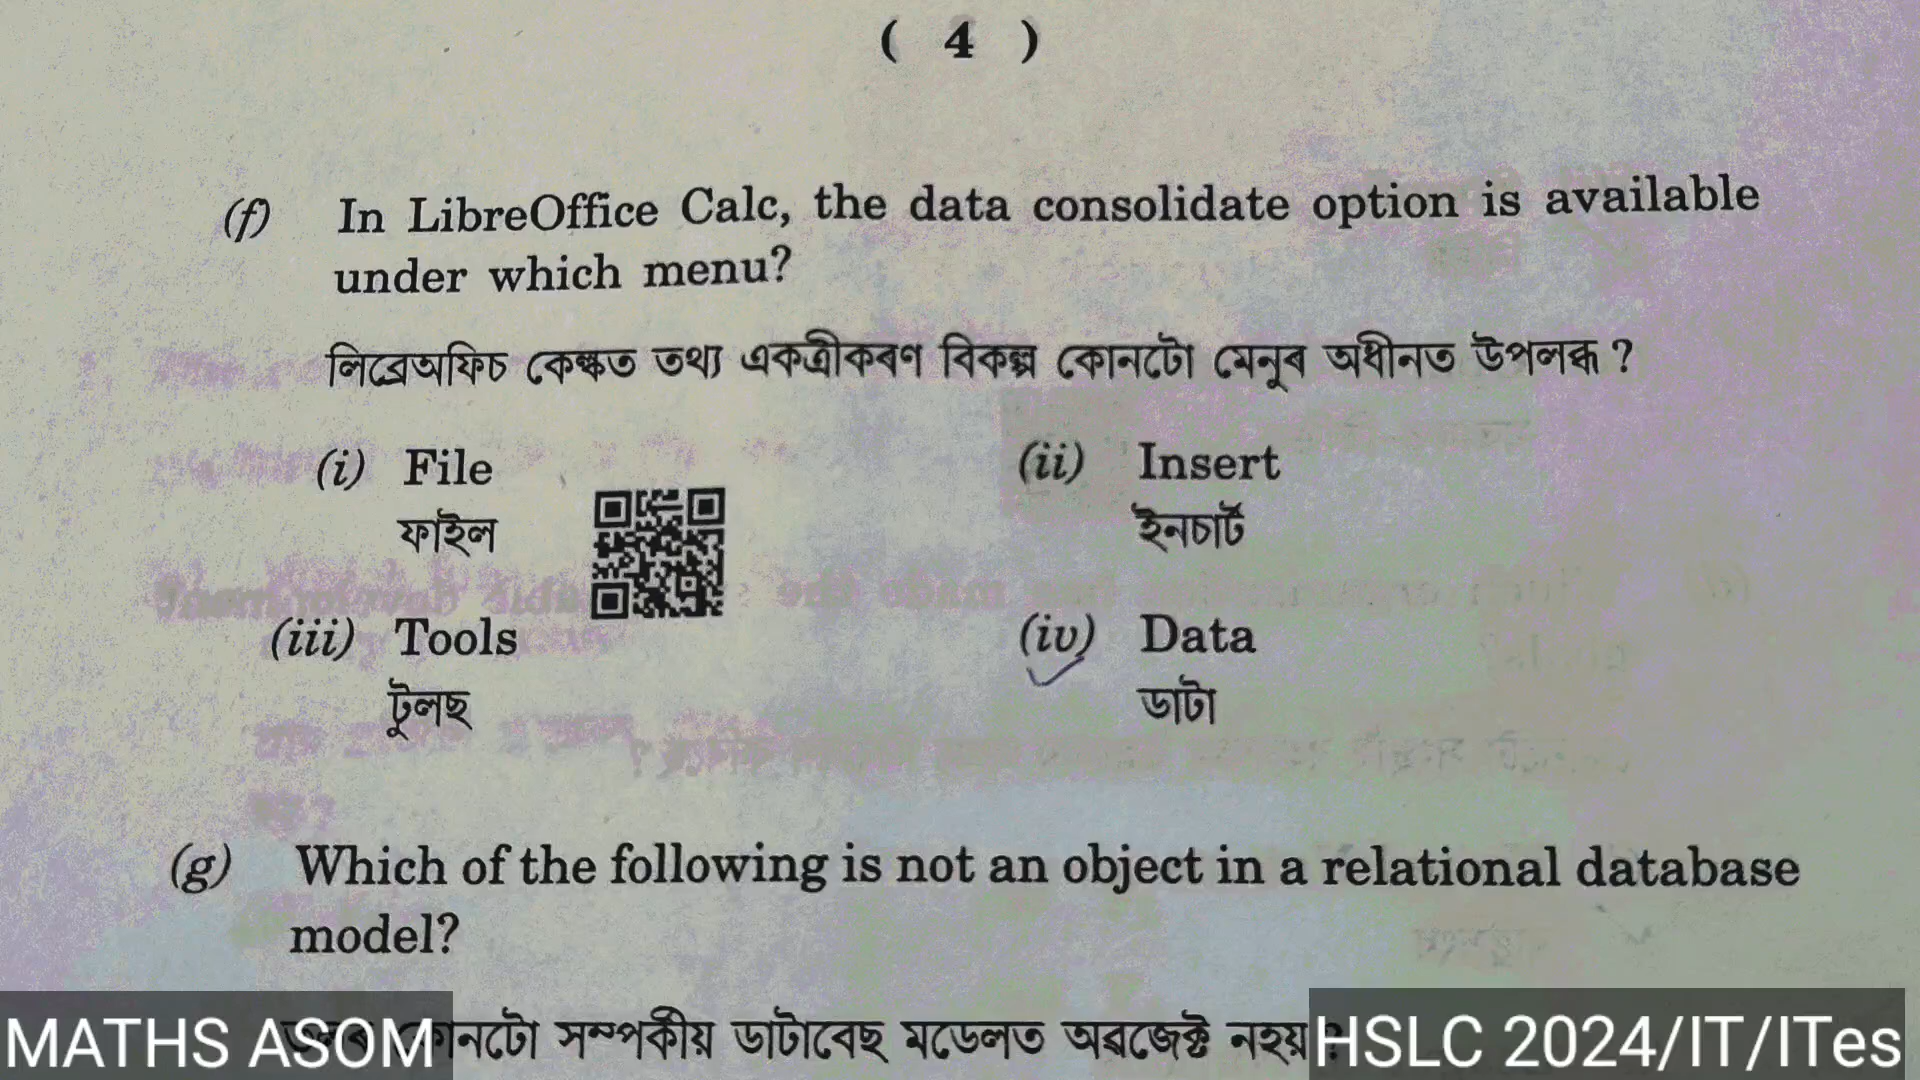 ( 4 )
(f) In LibreOffice Calc, the data consolidate option is available
under which menu?
লিব্ৰেঅফিচ কেল্কত তথ্য একত্ৰীকৰণ বিকল্প কোনটো মেনুৰ অধীনত উপলব্ধ ?
(i) File
ফাইল
(ii) Insert
ইনচাৰ্ট
(iii) Tools
টুলছ
(iv) Data
ডাটা
(g) Which of the following is not an object in a relational database
model?
তলৰ কোনটো সম্পৰ্কীয় ডাটাবেছ মডেলত অৱজেক্ট নহয় ?
MATHS ASOM
HSLC 2024/IT/ITes